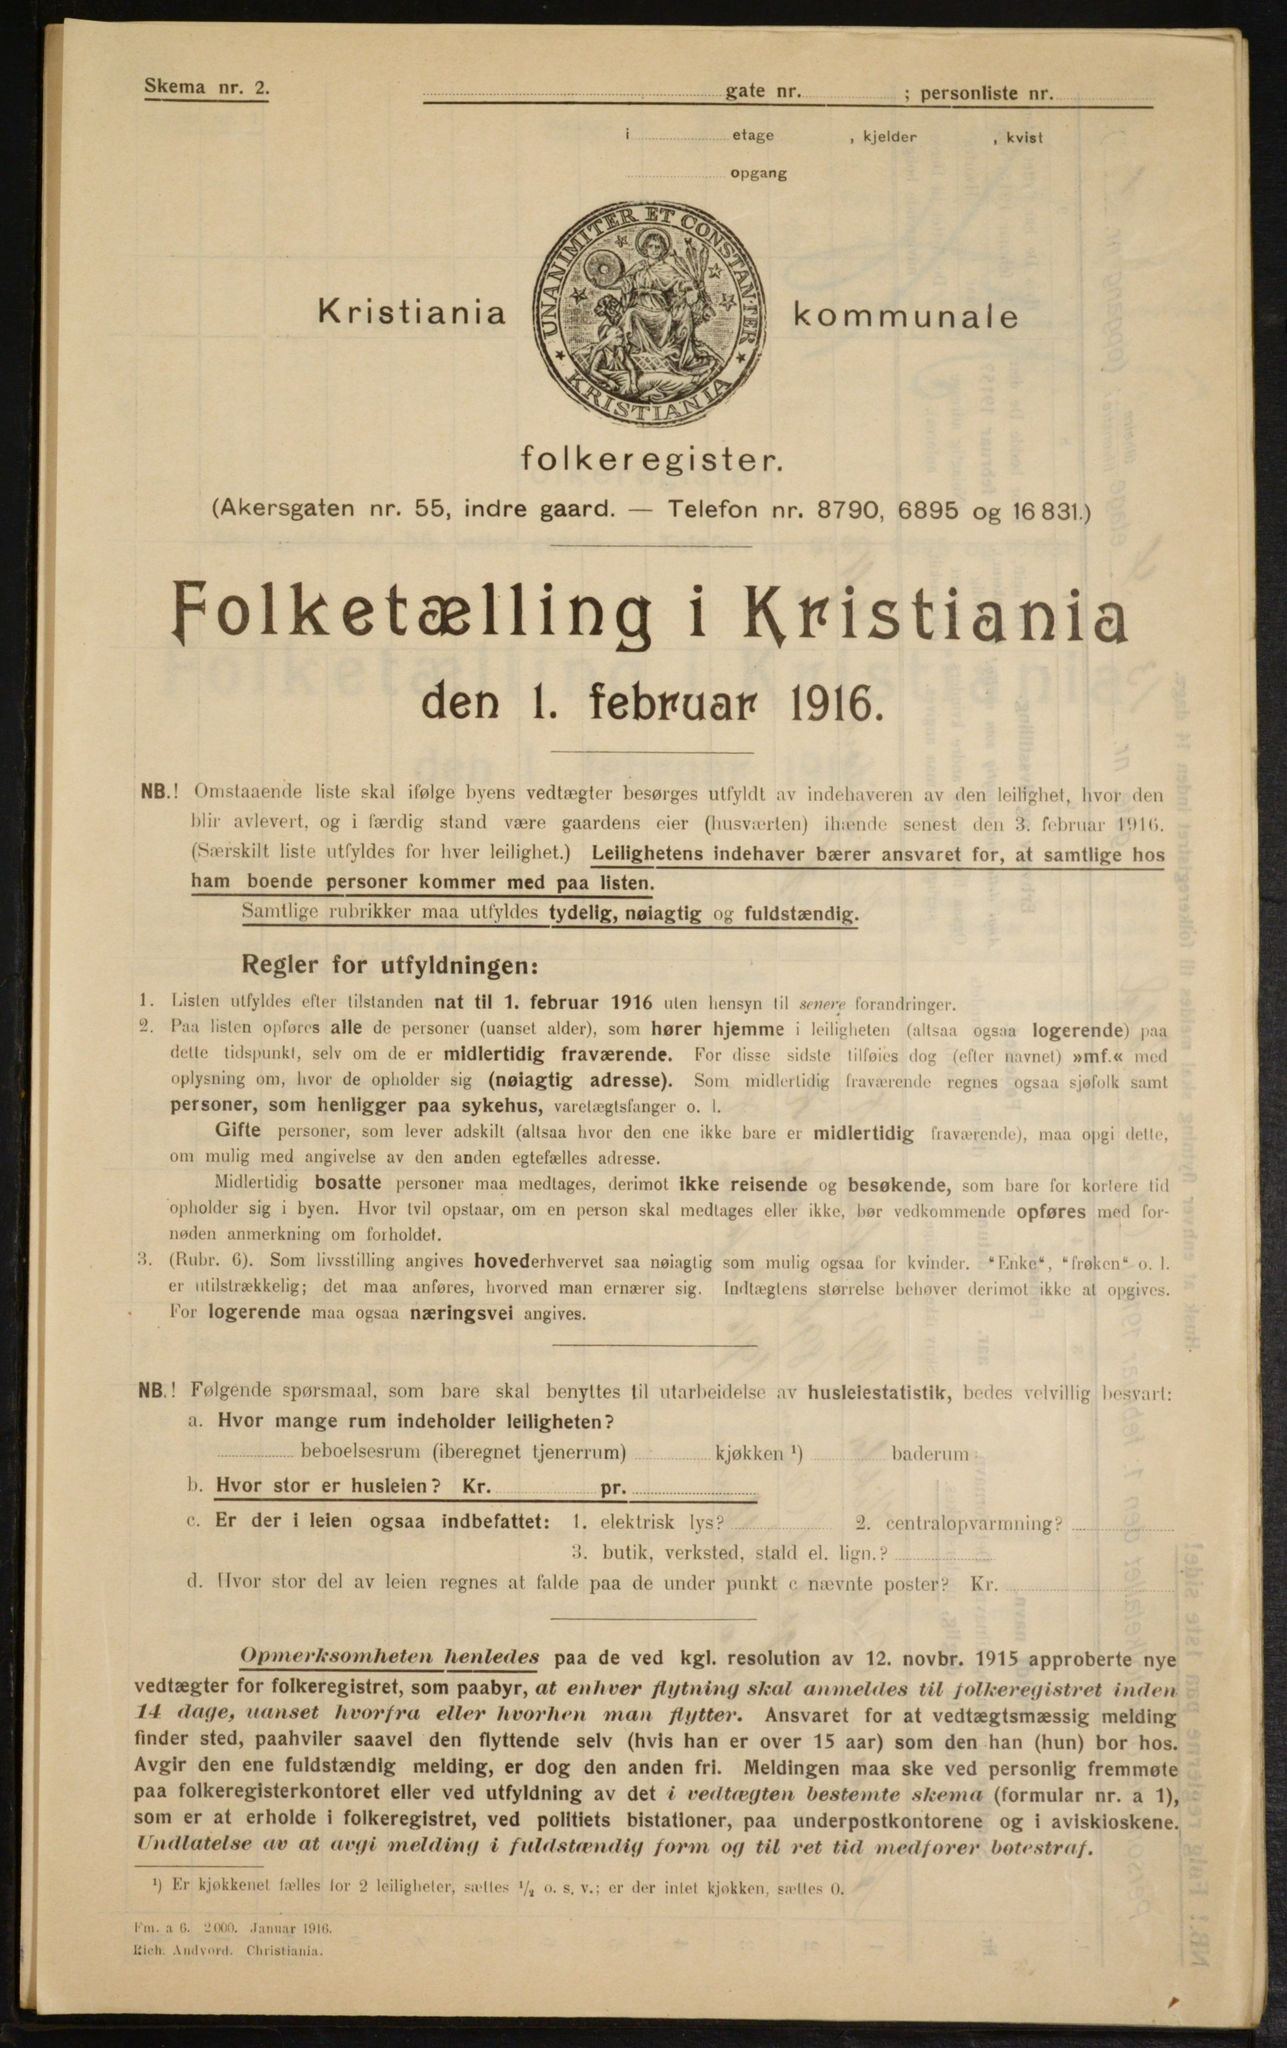 Skema nr. 2.
gate nr. ; personliste nr.
i etage , kjelder , kvist
opgang
UNANIMITER ET CONSTANTER
KRISTIANIA
Kristiania kommunale
folkeregister.
(Akersgaten nr. 55, indre gaard. — Telefon nr. 8790, 6895 og 16 831.)
Folketælling i Kristiania
den 1. februar 1916.
NB.! Omstaaende liste skal ifølge byens vedtægter besørges utfyldt av indehaveren av den leilighet, hvor den
blir avlevert, og i færdig stand være gaardens eier (husværten) ihænde senest den 3. februar 1916.
(Særskilt liste utfyldes for hver leilighet.) Leilighetens indehaver bærer ansvaret for, at samtlige hos
ham boende personer kommer med paa listen.
Samtlige rubrikker maa utfyldes tydelig, nøiagtig og fuldstændig.
Regler for utfyldningen:
1. Listen utfyldes efter tilstanden nat til 1. februar 1916 uten hensyn til senere forandringer.
2. Paa listen opføres alle de personer (uanset alder), som hører hjemme i leiligheten (altsaa ogsaa logerende) paa
dette tidspunkt, selv om de er midlertidig fraværende. For disse sidste tilføies dog (efter navnet) »mf.« med
oplysning om, hvor de opholder sig (nøiagtig adresse). Som midlertidig fraværende regnes ogsaa sjøfolk samt
personer, som henligger paa sykehus, varetægtsfanger o. l.
Gifte personer, som lever adskilt (altsaa hvor den ene ikke bare er midlertidig fraværende), maa opgi dette,
om mulig med angivelse av den anden egtefælles adresse.
Midlertidig bosatte personer maa medtages, derimot ikke reisende og besøkende, som bare for kortere tid
opholder sig i byen. Hvor tvil opstaar, om en person skal medtages eller ikke, bør vedkommende opføres med for-
nøden anmerkning om forholdet.
3. (Rubr. 6). Som livsstilling angives hovederhvervet saa nøiagtig som mulig ogsaa for kvinder. "Enke", "frøken" o. l.
er utilstrækkelig; det maa anføres, hvorved man ernærer sig. Indtægtens størrelse behøver derimot ikke at opgives.
For logerende maa ogsaa næringsvei angives.
NB.! Følgende spørsmaal, som bare skal benyttes til utarbeidelse av husleiestatistik, bedes velvillig besvart:
a. Hvor mange rum indeholder leiligheten?
beboelsesrum (iberegnet tjenerrum) kjøkken ¹) baderum
b. Hvor stor er husleien? Kr. pr.
c. Er der i leien ogsaa indbefattet: 1. elektrisk lys? 2. centralopvarmning?
3. butik, verksted, stald el. lign.?
d. Hvor stor del av leien regnes at falde paa de under punkt c nævnte poster? Kr.
Opmerksomheten henledes paa de ved kgl. resolution av 12. novbr. 1915 approberte nye
vedtægter for folkeregistret, som paabyr, at enhver flytning skal anmeldes til folkeregistret inden
14 dage, uanset hvorfra eller hvorhen man flytter. Ansvaret for at vedtægtsmæssig melding
finder sted, paahviler saavel den flyttende selv (hvis han er over 15 aar) som den han (hun) bor hos.
Avgir den ene fuldstændig melding, er dog den anden fri. Meldingen maa ske ved personlig fremmøte
paa folkeregisterkontoret eller ved utfyldning av det i vedtægten bestemte skema (formular nr. a 1),
som er at erholde i folkeregistret, ved politiets bistationer, paa underpostkontorene og i aviskioskene.
Undlatelse av at avgi melding i fuldstændig form og til ret tid medfører botestraf.
¹) Er kjøkkenet fælles for 2 leiligheter, sættes ½ o. s. v.; er der intet kjøkken, sættes 0.
Fm. a 6. 2 000. Januar 1916.
Rich. Andvord. Christiania.